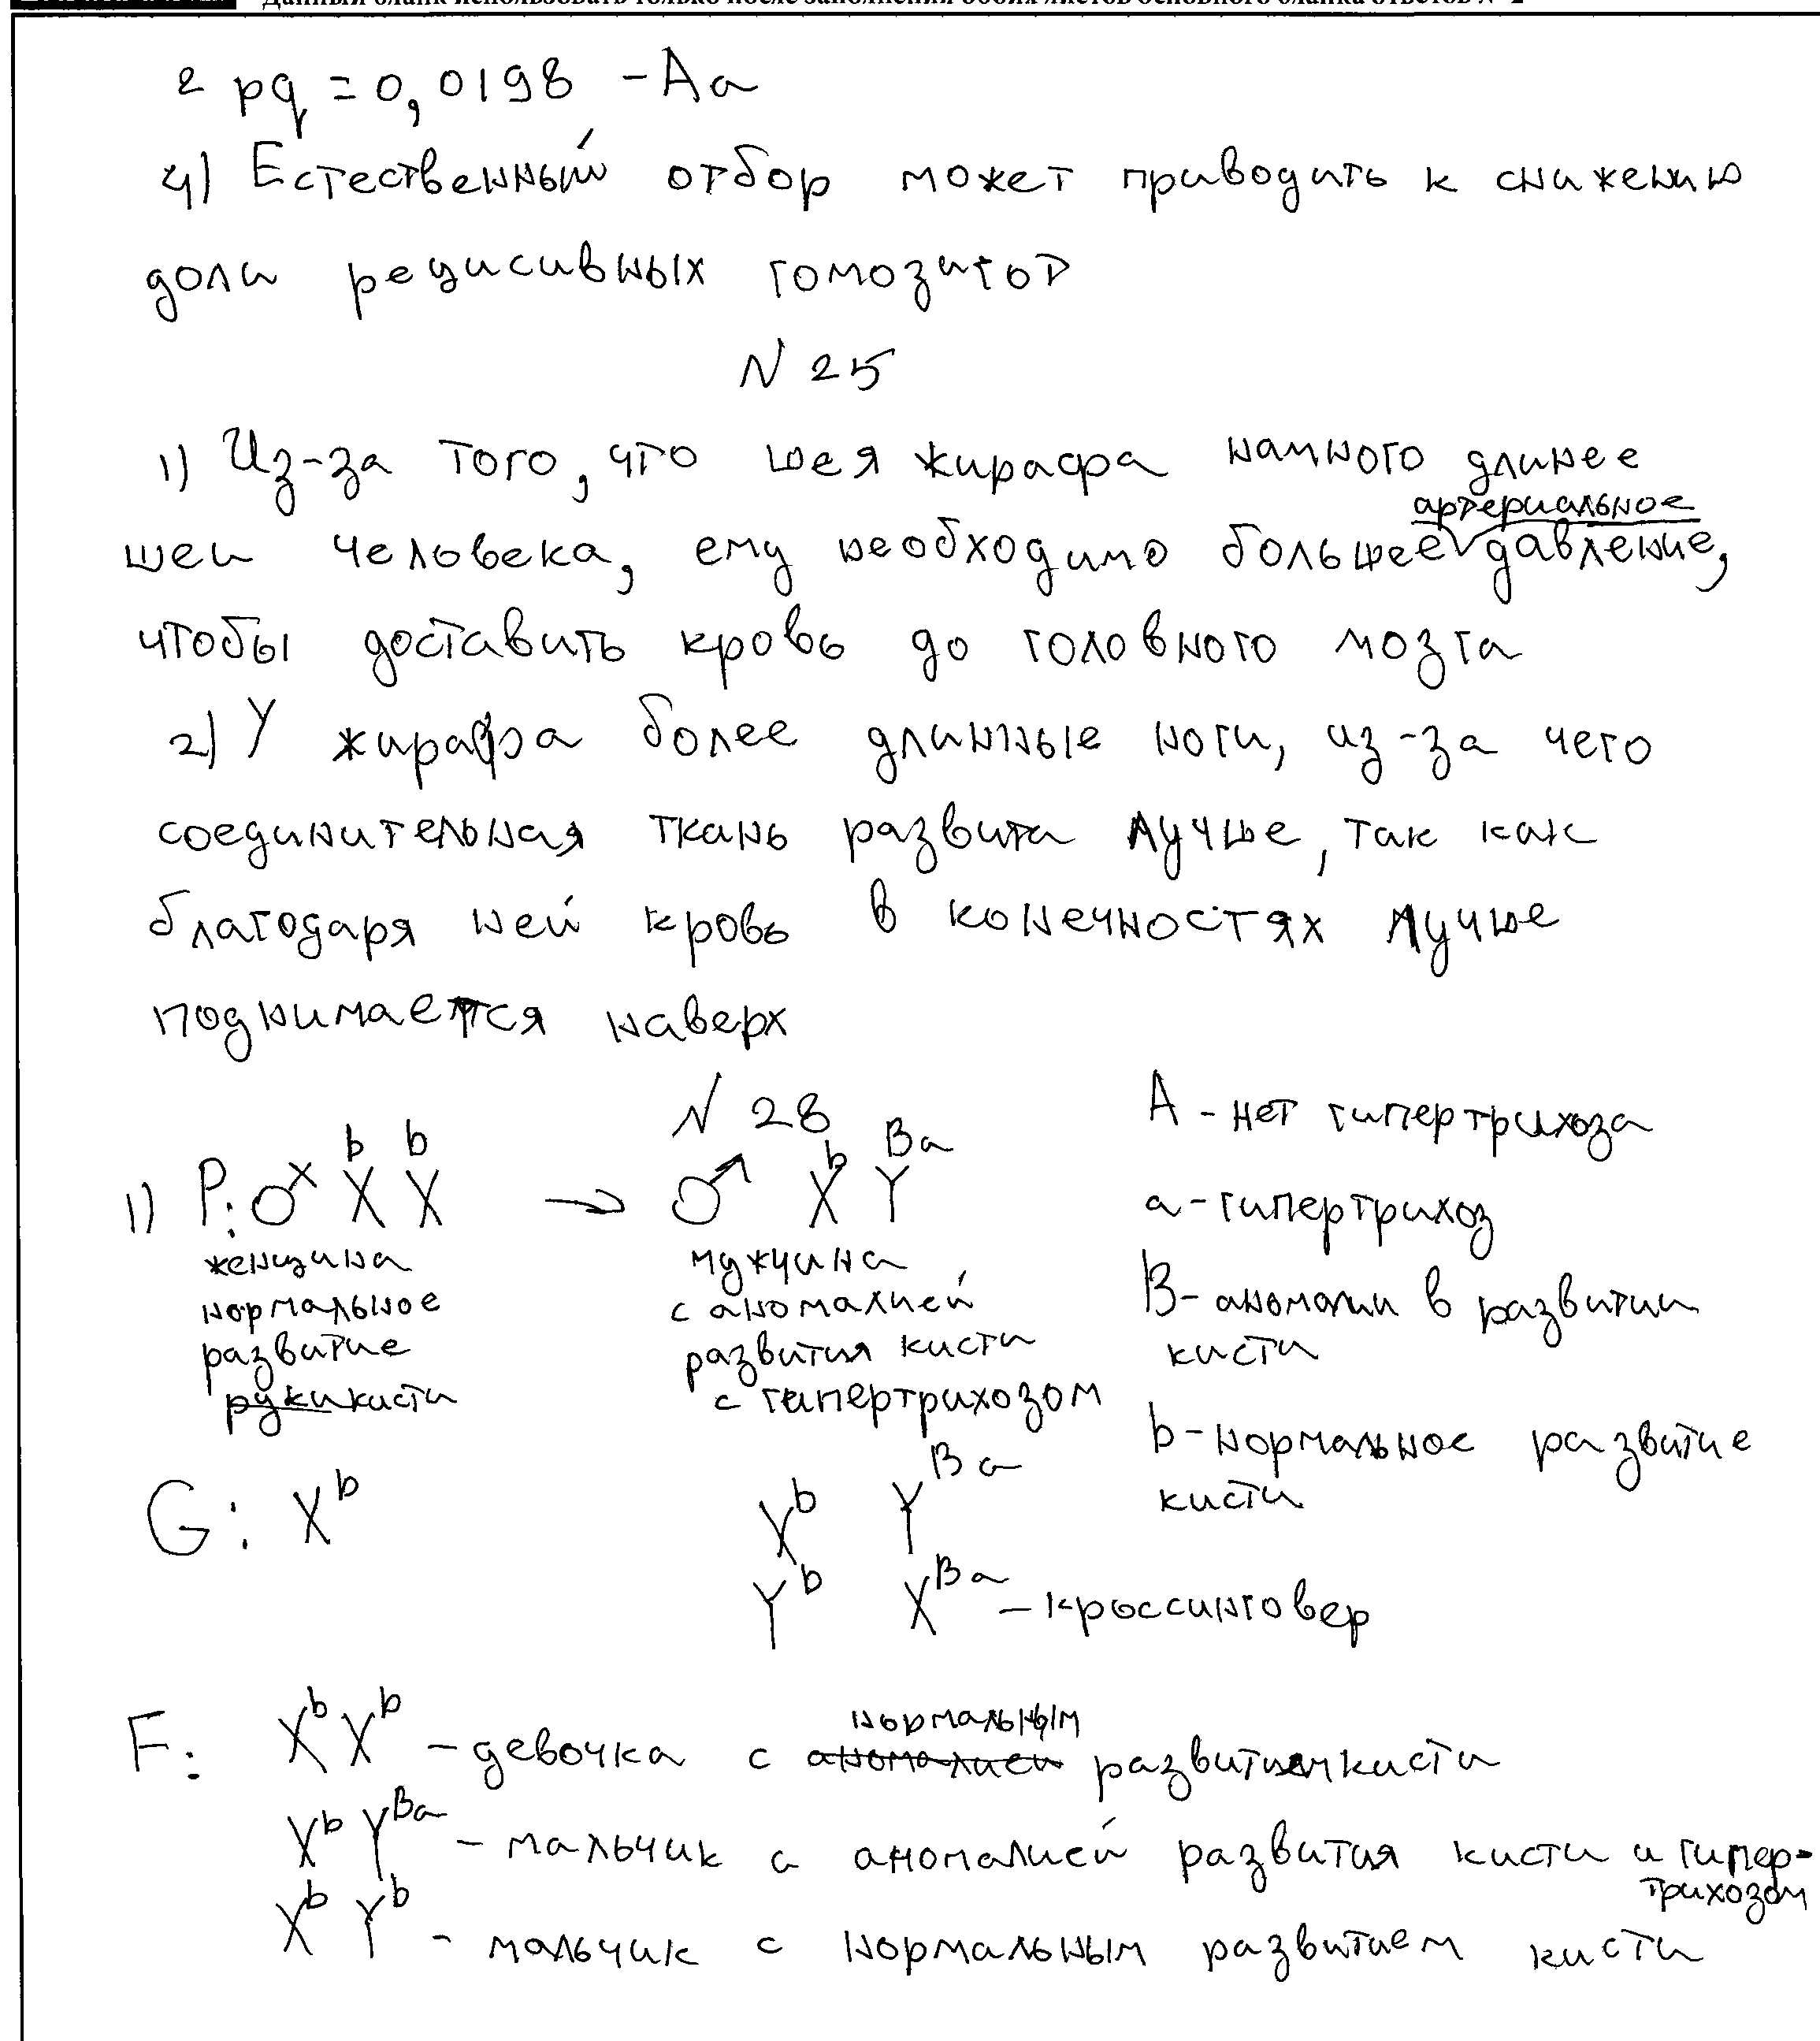 Данный бланк использовать только после заполнения обоих листов основного бланка ответов № 2
2pq = 0,0198 - Aa
4) Естественный отбор может приводить к снижению
доли рецисивных гомозигот
N 25
1) Из-за того, что шея жирафа намного длинее
шеи человека, ему необходимо большее артериальное давление,
чтобы доставить кровь до головного мозга
2) У жирафа более длинные ноги, из-за чего
соединительная ткань развита лучше, так как
благодаря ней кровь в конечностях лучше
поднимается наверх
N 28
A - нет гипертрихоза
a - гипертрихоз
B - аномалии в развитии
кисти
b - нормальное развитие
кисти
1) P: ♀ X^b X^b → ♂ X^b Y^Ba
женщина
нормальное
развитие
руки кисти
мужчина
с аномалией
развития кисти
с гипертрихозом
G: X^b
X^b Y^Ba
Y^b X^Ba - кроссинговер
F: X^b X^b - девочка с аномалией нормальным развитием кисти
X^b Y^Ba - мальчик с аномалией развития кисти и гипер-
трихозом
X^b Y^b - мальчик с нормальным развитием кисти